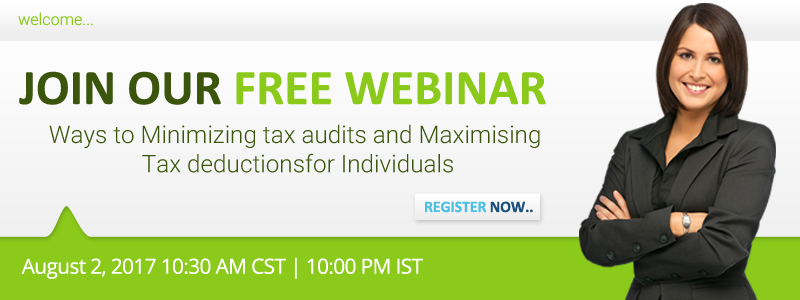 welcome...
JOIN OUR FREE WEBINAR
Ways to Minimizing tax audits and Maximising
Tax deductionsfor Individuals
REGISTER NOW..
August 2, 2017 10:30 AM CST | 10:00 PM IST